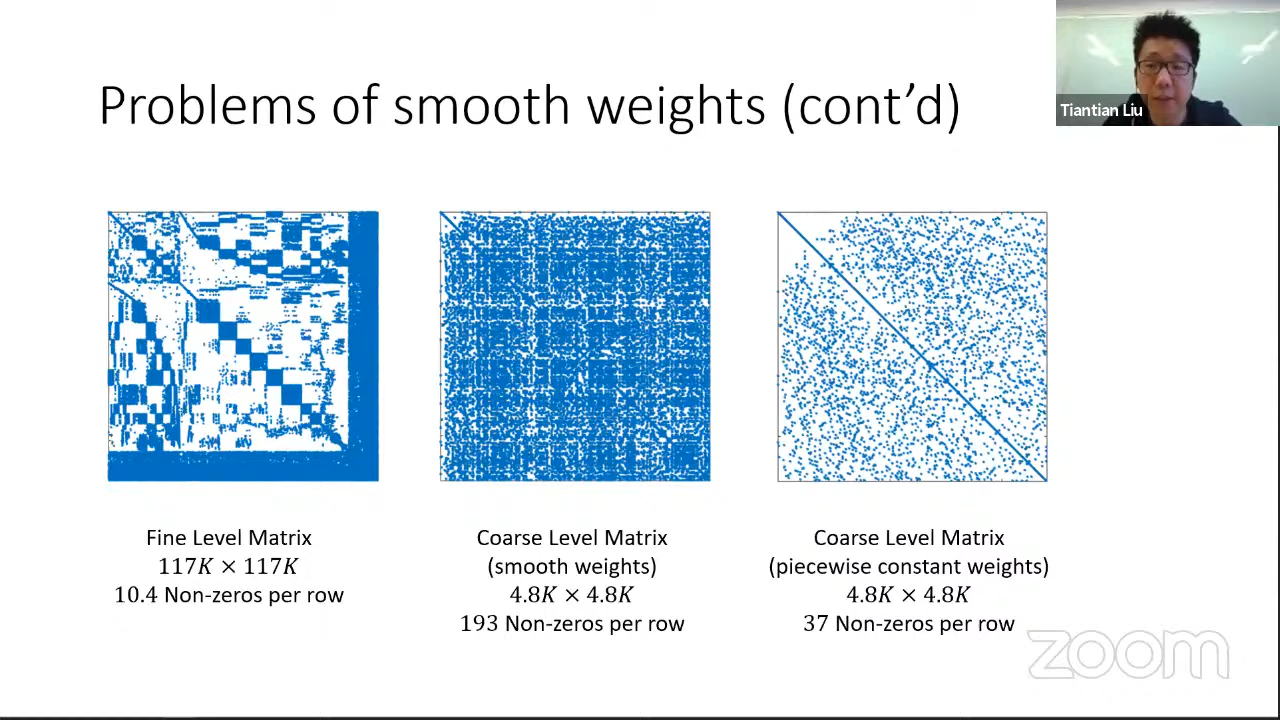 Problems of smooth weights (cont’d)
Tiantian Liu
Fine Level Matrix
117K × 117K
10.4 Non-zeros per row
Coarse Level Matrix
(smooth weights)
4.8K × 4.8K
193 Non-zeros per row
Coarse Level Matrix
(piecewise constant weights)
4.8K × 4.8K
37 Non-zeros per row
zoom